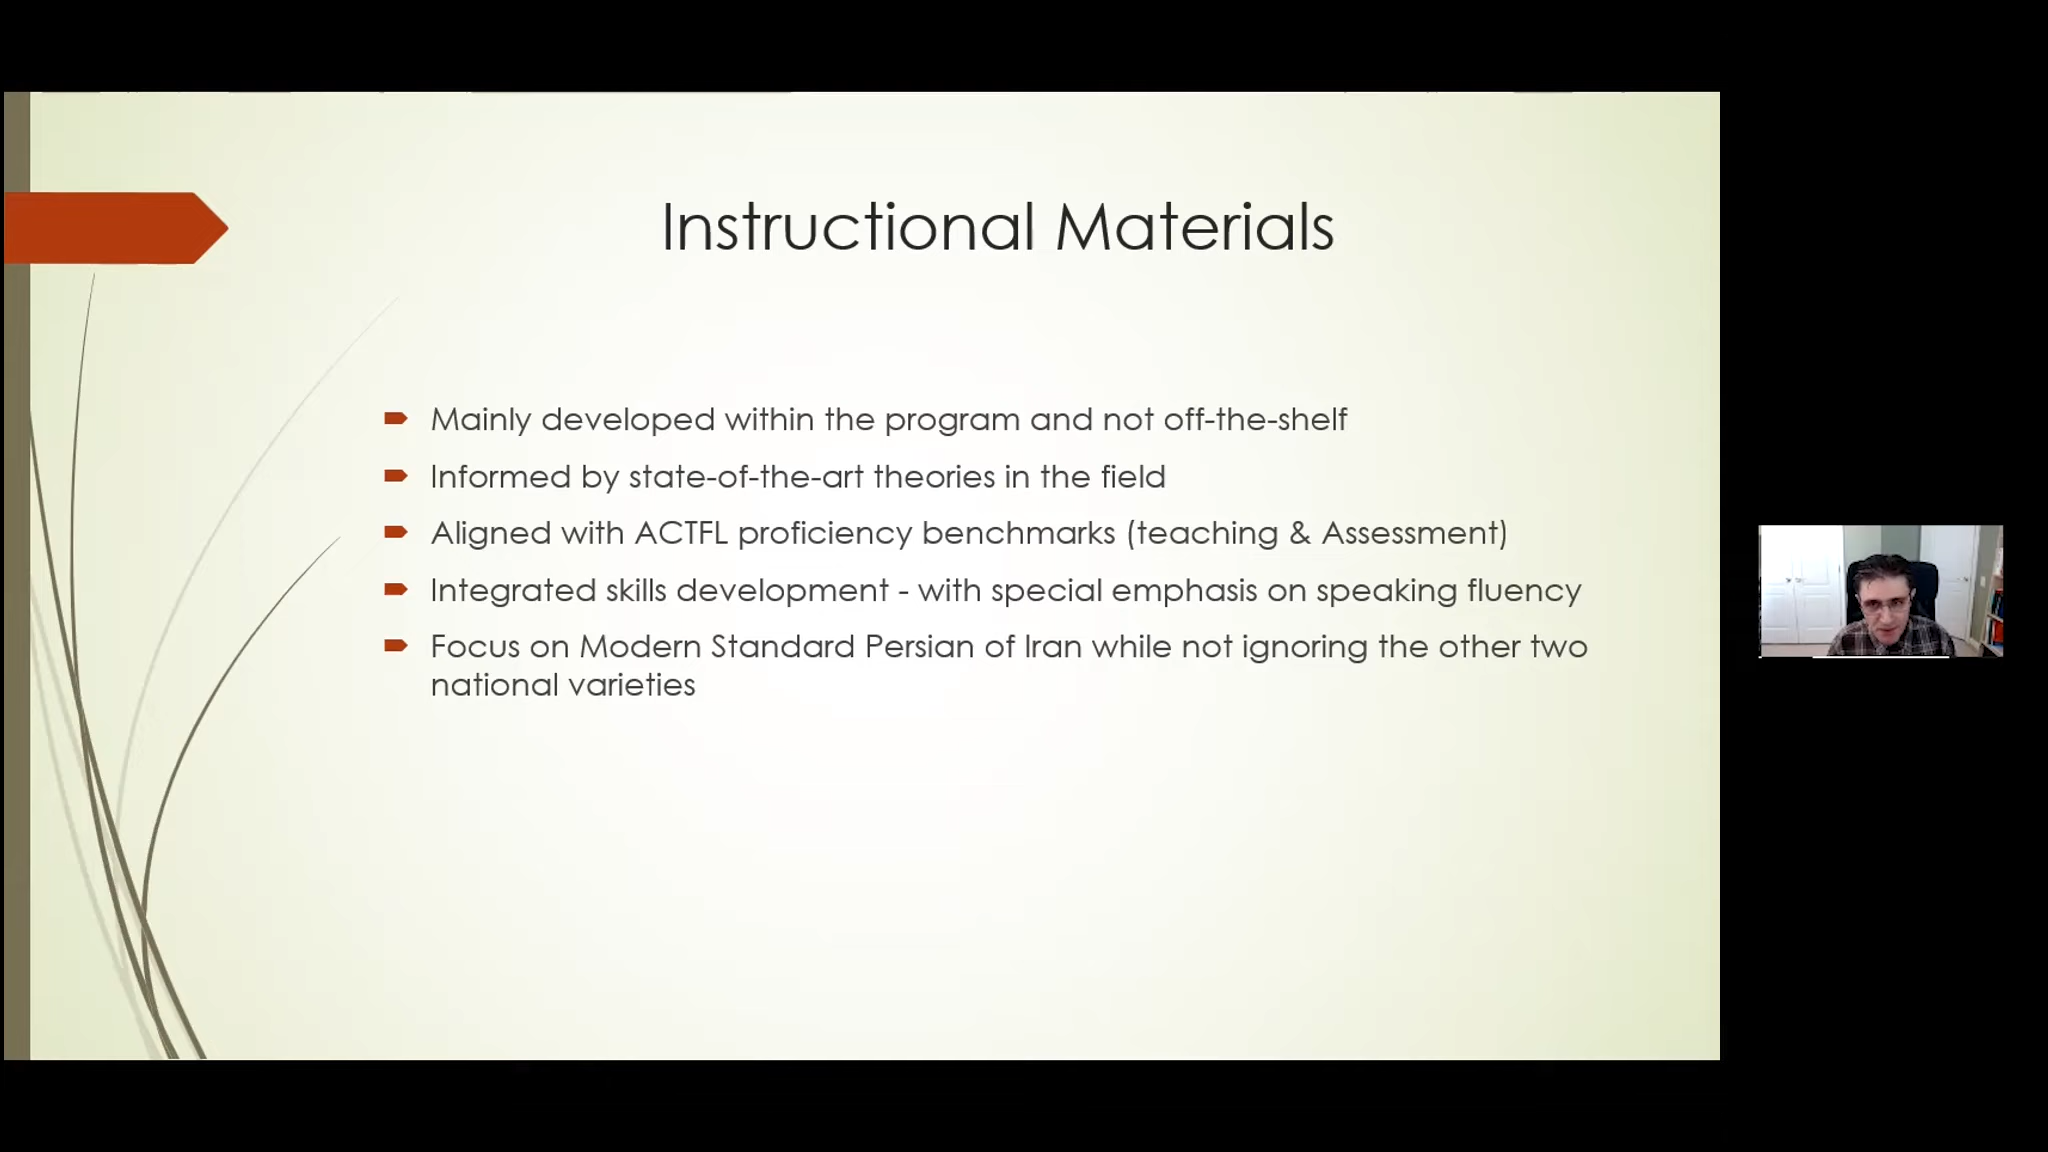 Instructional Materials
Mainly developed within the program and not off-the-shelf
Informed by state-of-the-art theories in the field
Aligned with ACTFL proficiency benchmarks (teaching & Assessment)
Integrated skills development - with special emphasis on speaking fluency
Focus on Modern Standard Persian of Iran while not ignoring the other two
national varieties